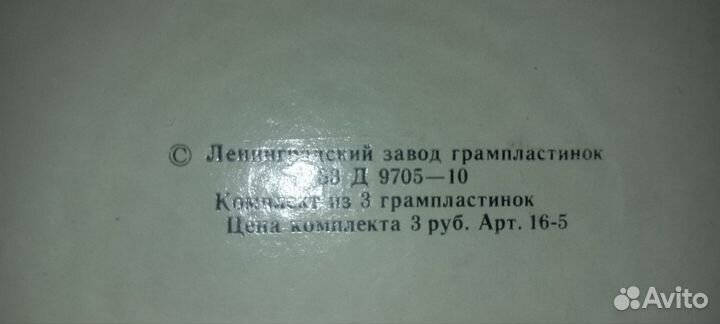 © Ленинградский завод грампластинок
33 Д 9705—10
Комплект из 3 грампластинок
Цена комплекта 3 руб. Арт. 16-5
Avito